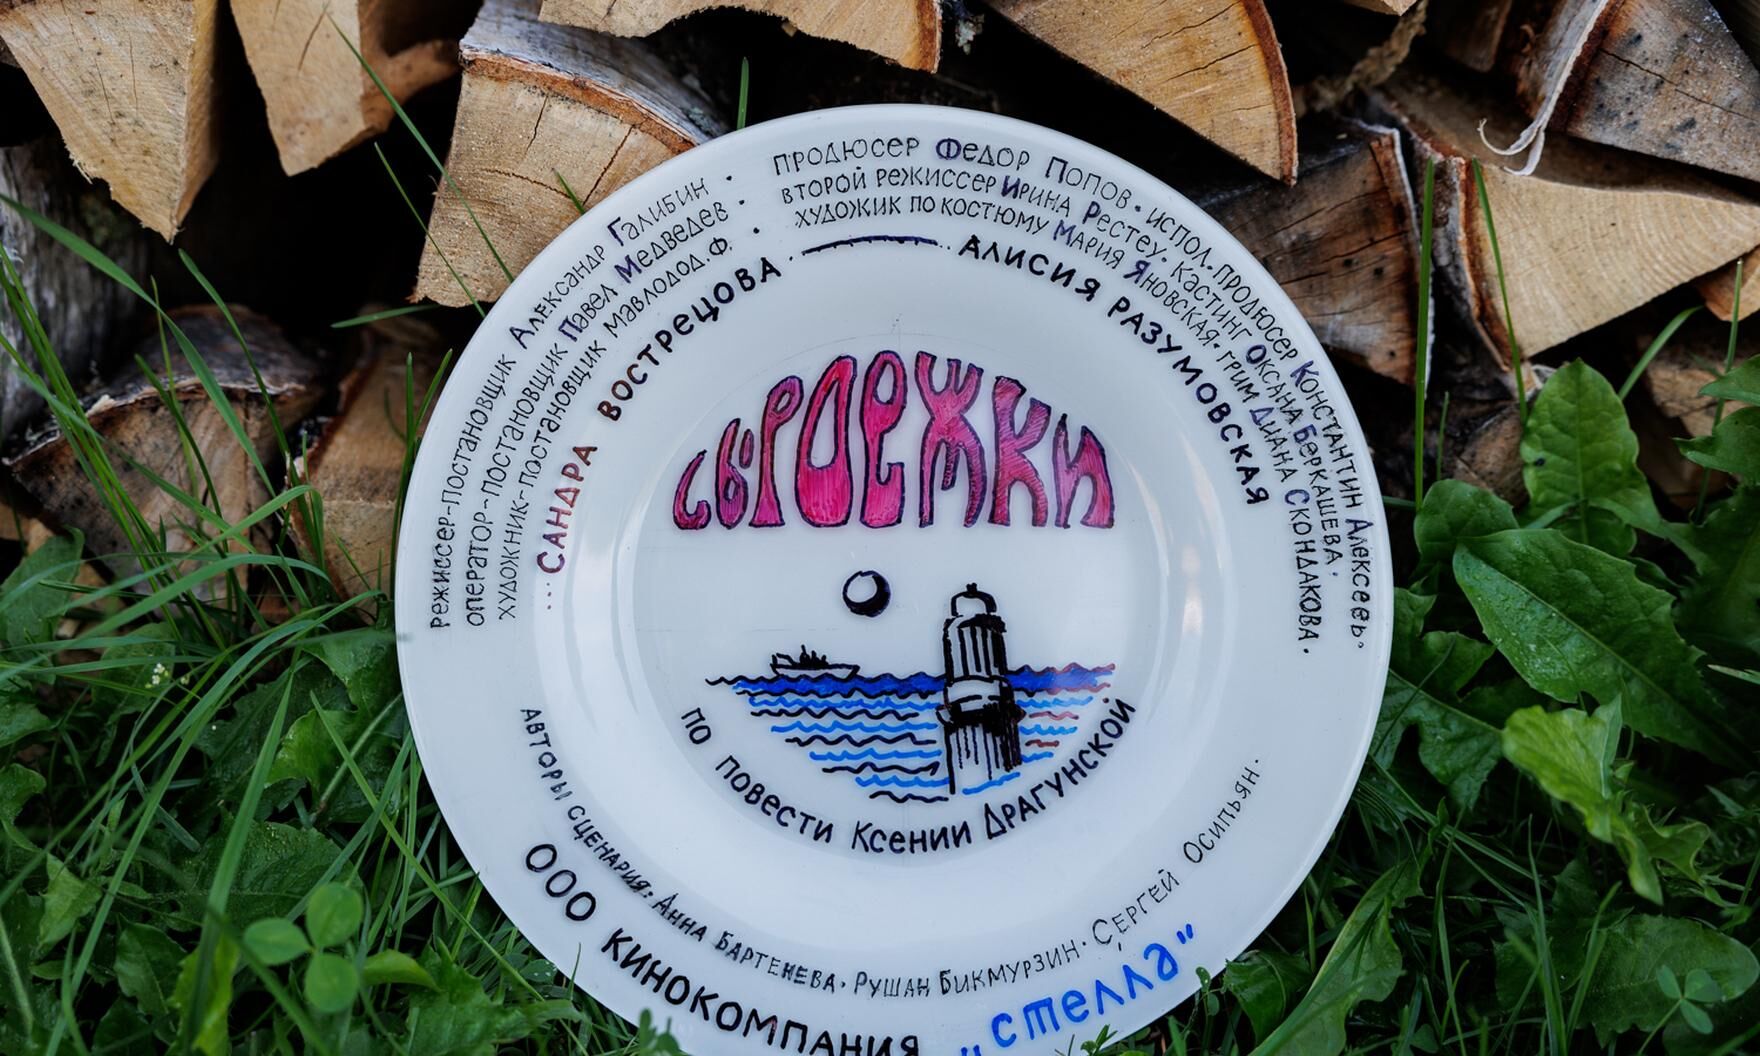 Режиссер-постановщик Александр Галибин ·
Оператор-постановщик Павел Медведев ·
Художник-постановщик Мавлодод.Ф. ·
...Сандра Вострецова
Продюсер Федор Попов · испол. продюсер Константин Алексеевъ ·
Второй режиссер Ирина Рестеу · кастинг Оксана Беркашева ·
Художник по костюму Мария Яновская · грим Диана Скондакова ·
Алисия Разумовская
Сыроежки
по повести Ксении Драгунской
Авторы сценария: Анна Бартенева · Рушан Бикмурзин · Сергей Осипьян ·
ООО кинокомпания „Стелла"